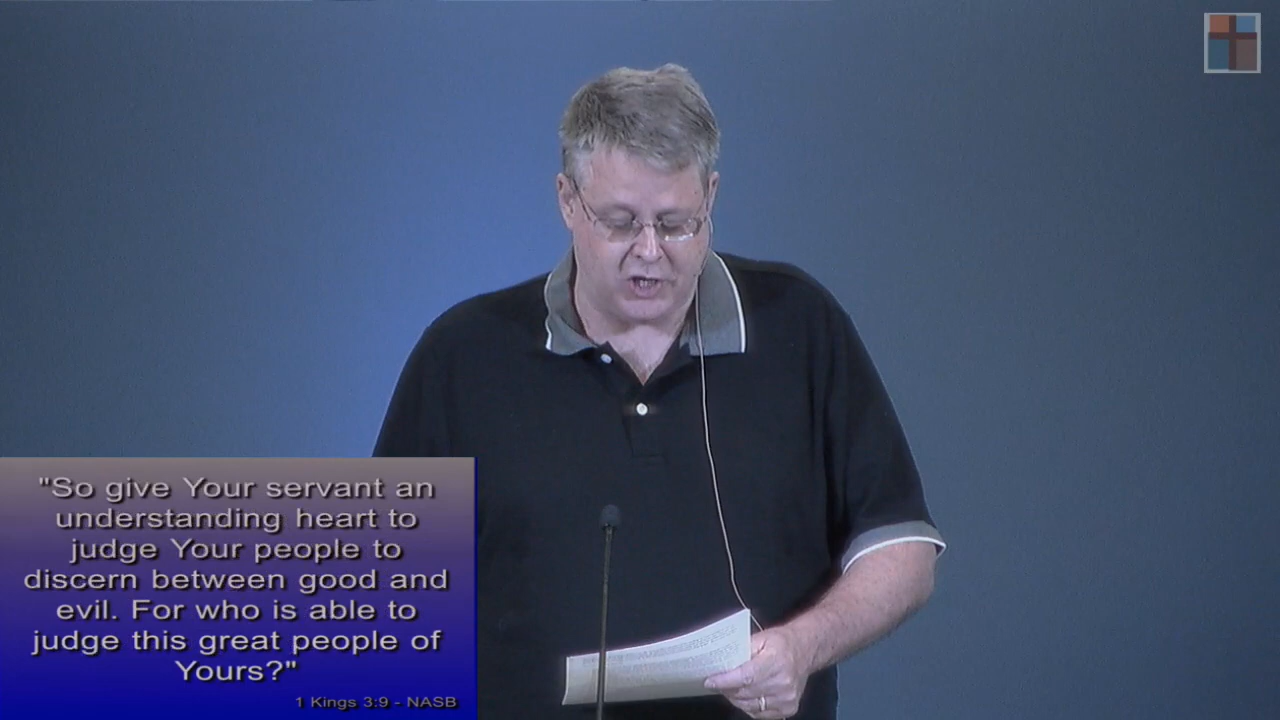 "So give Your servant an
understanding heart to
judge Your people to
discern between good and
evil. For who is able to
judge this great people of
Yours?"
1 Kings 3:9 - NASB